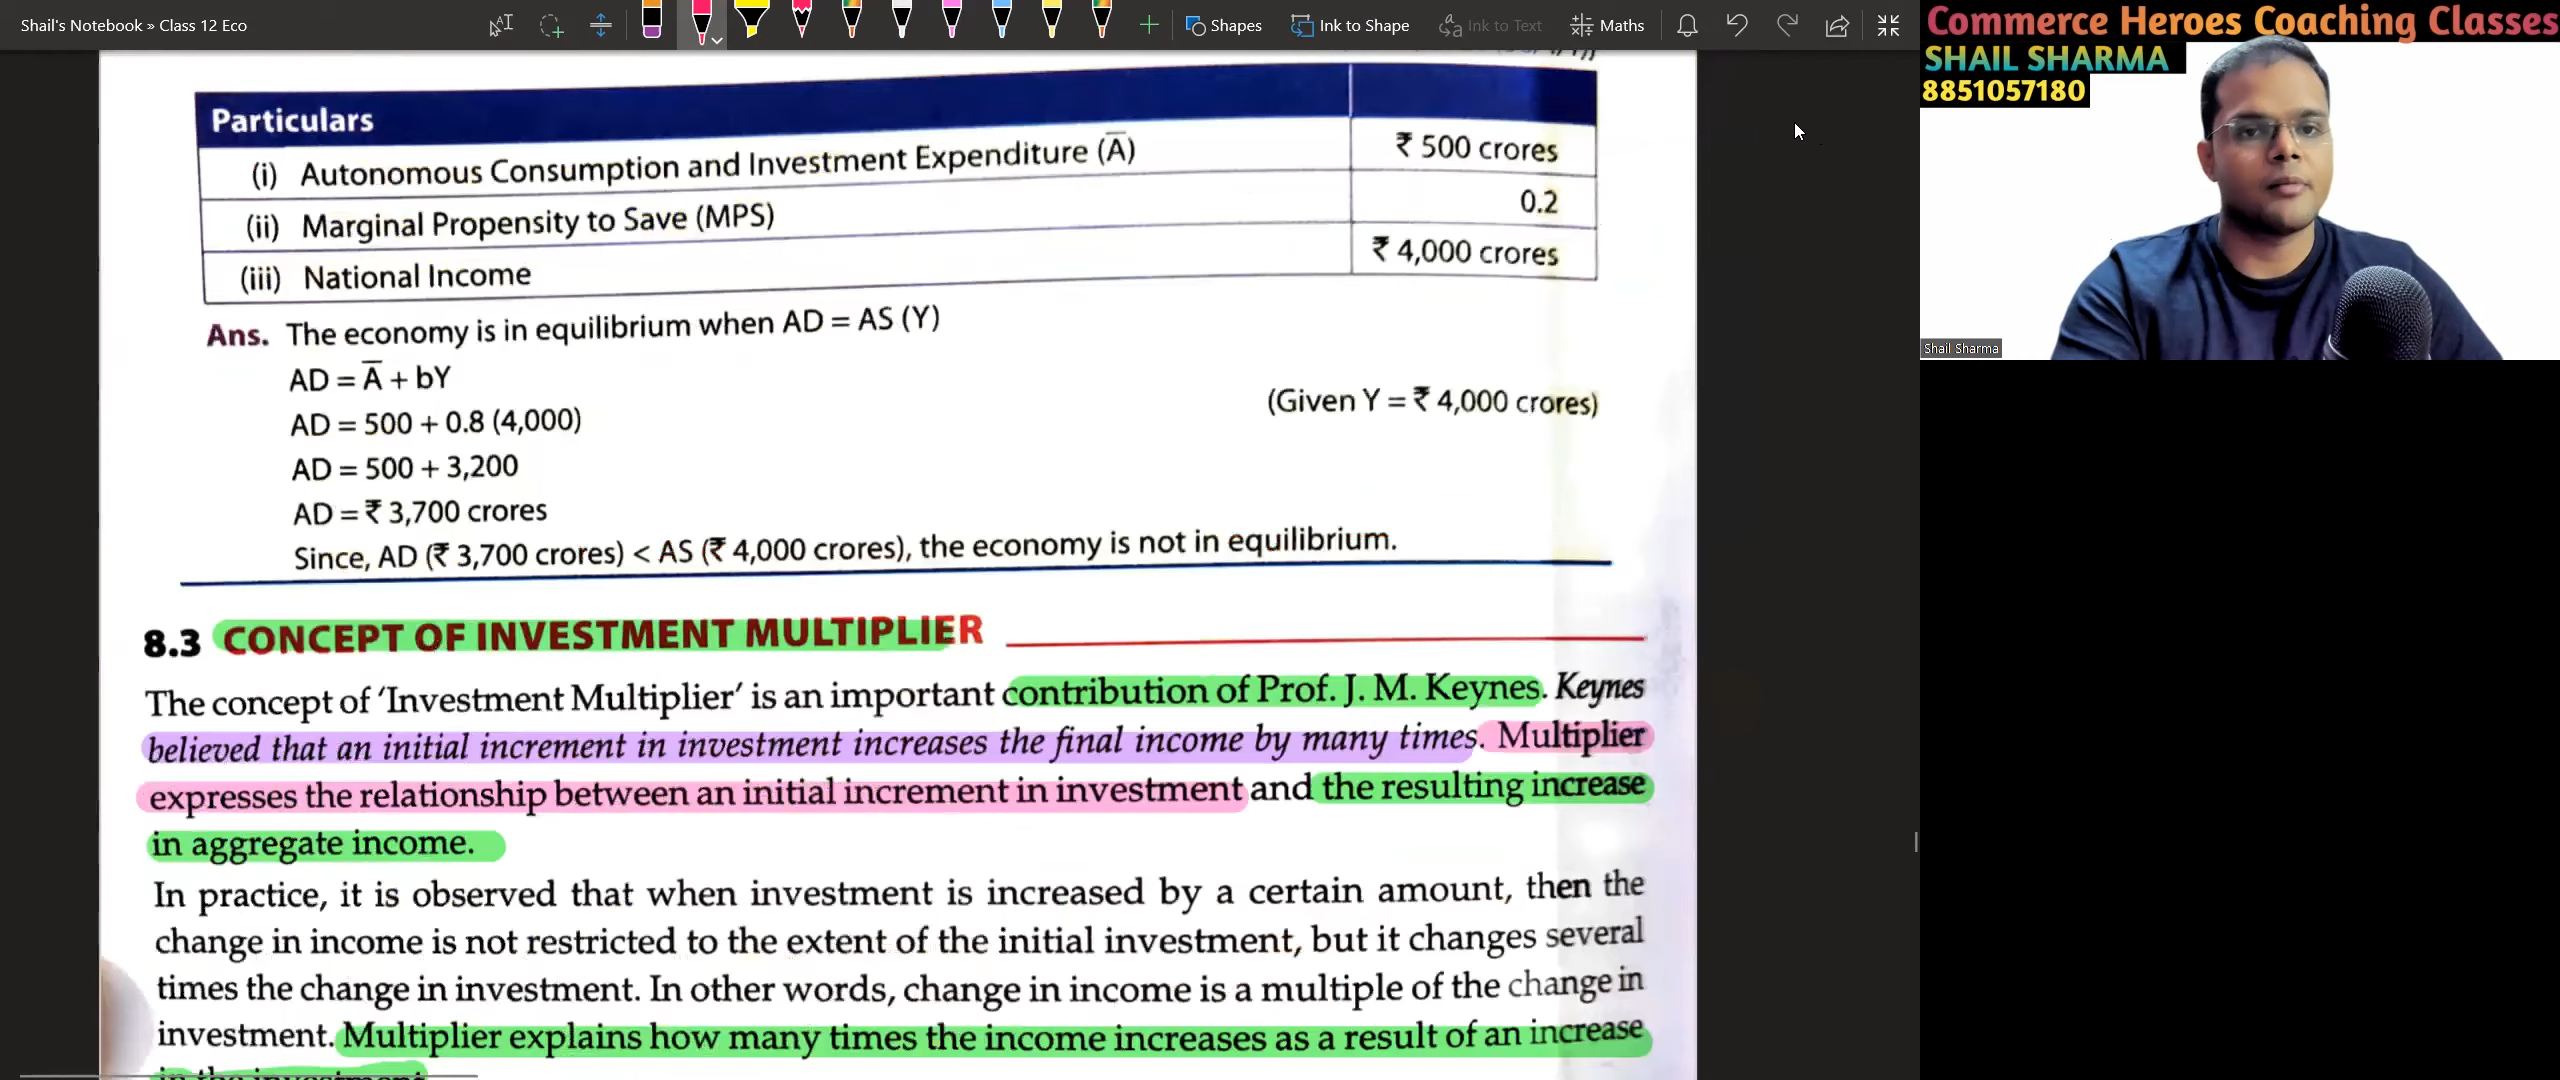 Shail's Notebook » Class 12 Eco
Shapes
Ink to Shape
Ink to Text
Maths
Commerce Heroes Coaching Classes
SHAIL SHARMA
8851057180
Shail Sharma
Particulars
(i) Autonomous Consumption and Investment Expenditure (A̅) ₹ 500 crores
(ii) Marginal Propensity to Save (MPS) 0.2
(iii) National Income ₹ 4,000 crores
Ans. The economy is in equilibrium when AD = AS (Y)
AD = A̅ + bY
AD = 500 + 0.8 (4,000) (Given Y = ₹ 4,000 crores)
AD = 500 + 3,200
AD = ₹ 3,700 crores
Since, AD (₹ 3,700 crores) < AS (₹ 4,000 crores), the economy is not in equilibrium.
8.3 CONCEPT OF INVESTMENT MULTIPLIER
The concept of 'Investment Multiplier' is an important contribution of Prof. J. M. Keynes. Keynes
believed that an initial increment in investment increases the final income by many times. Multiplier
expresses the relationship between an initial increment in investment and the resulting increase
in aggregate income.
In practice, it is observed that when investment is increased by a certain amount, then the
change in income is not restricted to the extent of the initial investment, but it changes several
times the change in investment. In other words, change in income is a multiple of the change in
investment. Multiplier explains how many times the income increases as a result of an increase
in the investment